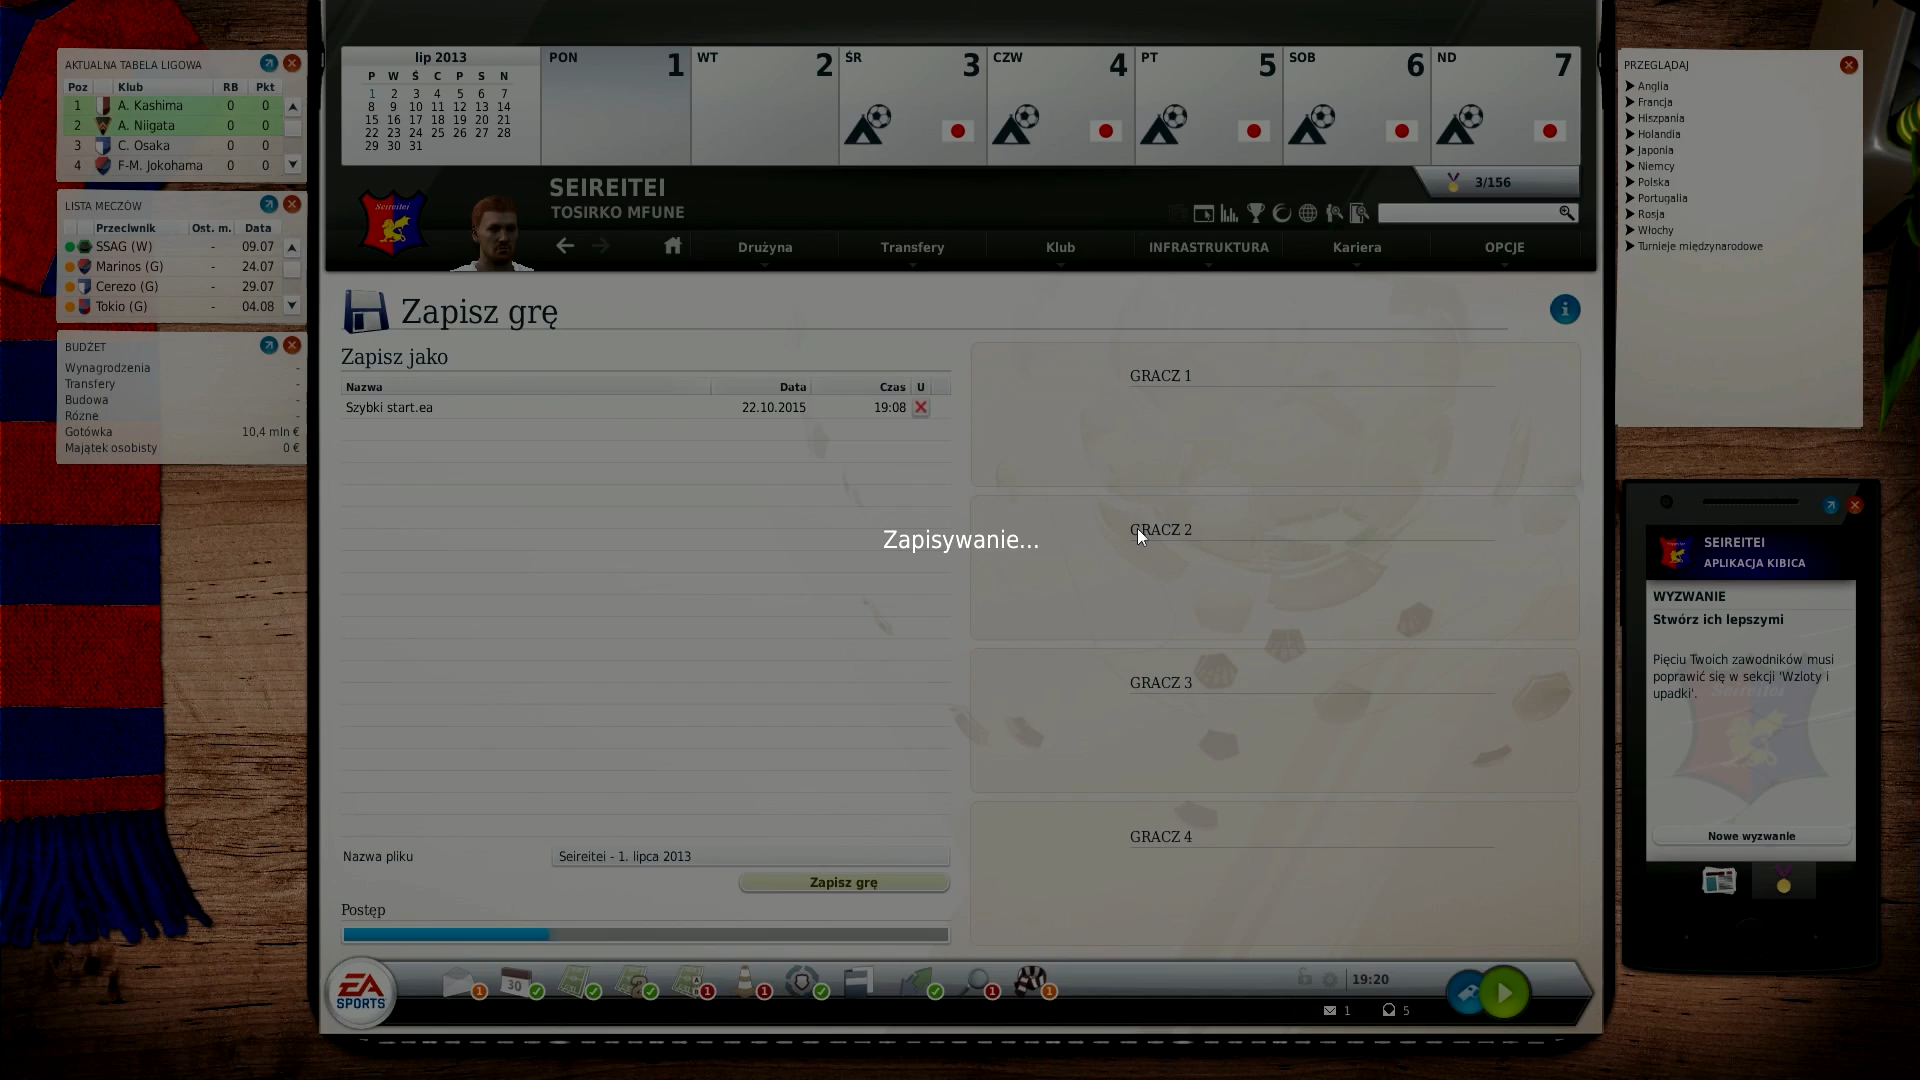 AKTUALNA TABELA LIGOWA
Poz Klub RB Pkt
1 A. Kashima 0 0
2 A. Niigata 0 0
3 C. Osaka 0 0
4 F-M. Jokohama 0 0
LISTA MECZÓW
Przeciwnik Ost. m. Data
SSAG (W) - 09.07
Marinos (G) - 24.07
Cerezo (G) - 29.07
Tokio (G) - 04.08
BUDŻET
Wynagrodzenia -
Transfery -
Budowa -
Różne -
Gotówka 10,4 mln €
Majątek osobisty 0 €
lip 2013
P W Ś C P S N
1 2 3 4 5 6 7
8 9 10 11 12 13 14
15 16 17 18 19 20 21
22 23 24 25 26 27 28
29 30 31
PON 1 WT 2 ŚR 3 CZW 4 PT 5 SOB 6 ND 7
3/156
Seireitei
SEIREITEI
TOSIRKO MFUNE
Drużyna Transfery Klub INFRASTRUKTURA Kariera OPCJE
Zapisz grę
Zapisz jako
Nazwa Data Czas U
Szybki start.ea 22.10.2015 19:08
Zapisywanie...
Nazwa pliku Seireitei - 1. lipca 2013
Zapisz grę
Postęp
GRACZ 1
GRACZ 2
GRACZ 3
GRACZ 4
EA SPORTS
1 30 1 1 1 1
19:20
1 5
PRZEGLĄDAJ
Anglia
Francja
Hiszpania
Holandia
Japonia
Niemcy
Polska
Portugalia
Rosja
Włochy
Turnieje międzynarodowe
SEIREITEI
APLIKACJA KIBICA
WYZWANIE
Stwórz ich lepszymi
Pięciu Twoich zawodników musi
poprawić się w sekcji 'Wzloty i
upadki'.
Seireitei
Nowe wyzwanie